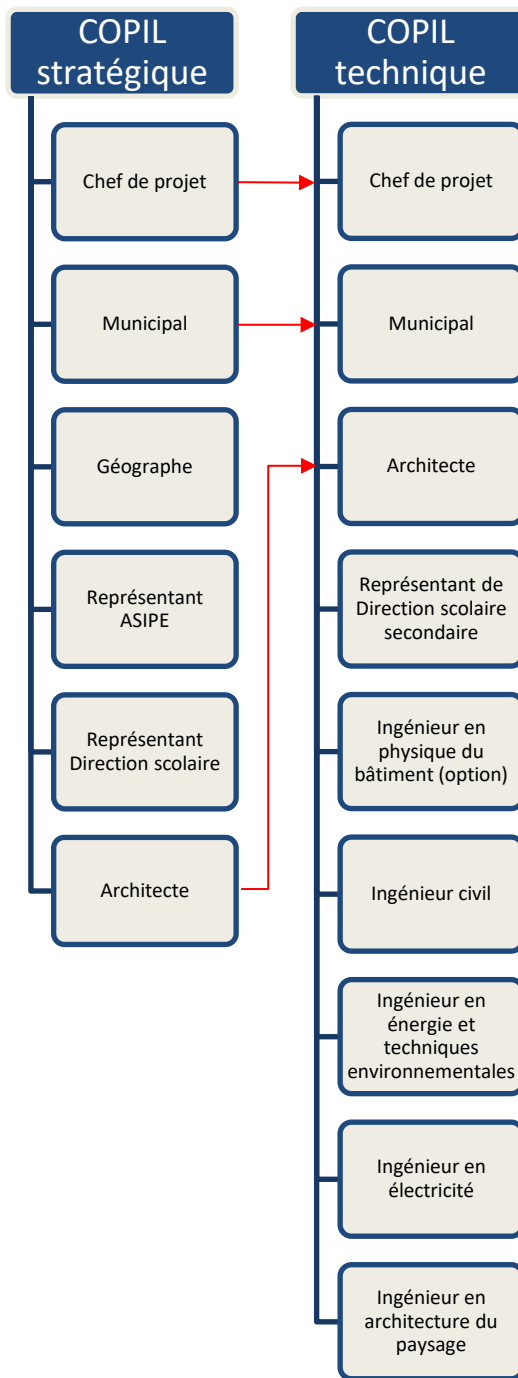 COPIL
stratégique
Chef de projet
Municipal
Géographe
Représentant
ASIPE
Représentant
Direction scolaire
Architecte
COPIL
technique
Chef de projet
Municipal
Architecte
Représentant de
Direction scolaire
secondaire
Ingénieur en
physique du
bâtiment (option)
Ingénieur civil
Ingénieur en
énergie et
techniques
environnementales
Ingénieur en
électricité
Ingénieur en
architecture du
paysage